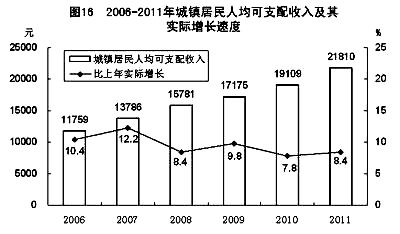 图16 2006-2011年城镇居民人均可支配收入及其
实际增长速度
元 %
城镇居民人均可支配收入
比上年实际增长
25000 25
20000 20
15000 15
10000 10
5000 5
0 0
11759 13786 15781 17175 19109 21810
10.4 12.2 8.4 9.8 7.8 8.4
2006 2007 2008 2009 2010 2011